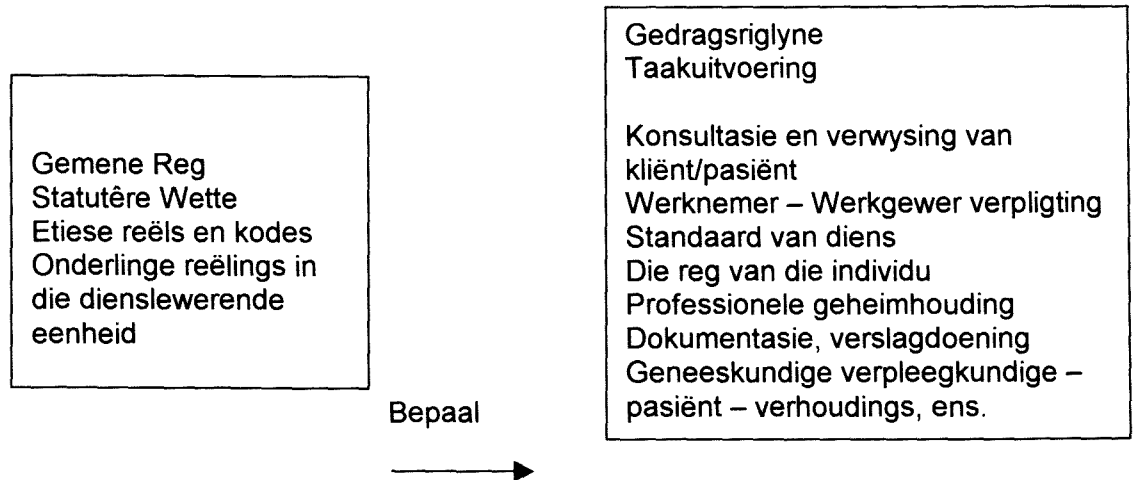 Gemene Reg
Statutêre Wette
Etiese reëls en kodes
Onderlinge reëlings in
die dienslewerende
eenheid
Bepaal
Gedragsriglyne
Taakuitvoering
Konsultasie en verwysing van
kliënt/pasiënt
Werknemer – Werkgewer verpligting
Standaard van diens
Die reg van die individu
Professionele geheimhouding
Dokumentasie, verslagdoening
Geneeskundige verpleegkundige –
pasiënt – verhoudings, ens.